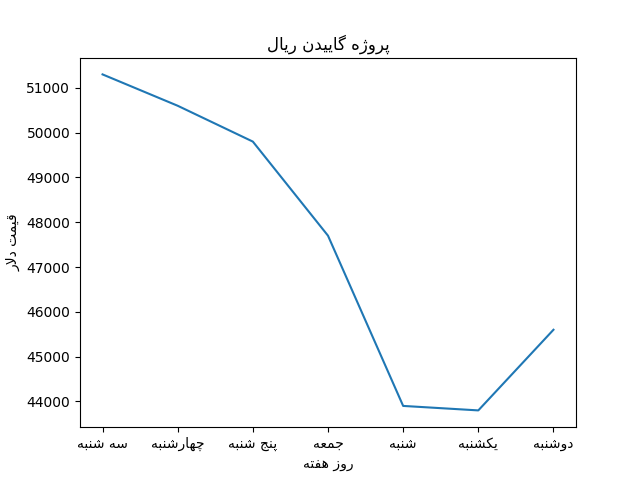 پروژه گاییدن ریال
51000
50000
49000
48000
47000
46000
45000
44000
قیمت دلار
سه شنبه
چهارشنبه
پنج شنبه
جمعه
شنبه
یکشنبه
دوشنبه
روز هفته